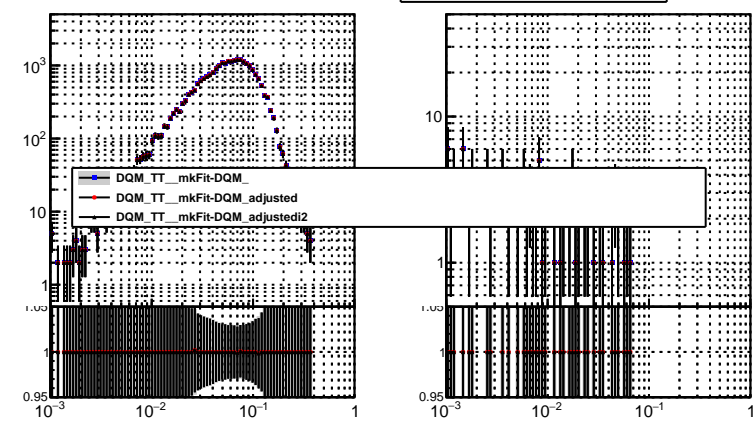 10³
10²
10
1
10
1
DQM_TT__mkFit-DQM_
DQM_TT__mkFit-DQM_adjusted
DQM_TT__mkFit-DQM_adjustedi2
1.05
1
0.95
10⁻³ 10⁻² 10⁻¹ 1
1.05
1
0.95
10⁻³ 10⁻² 10⁻¹ 1